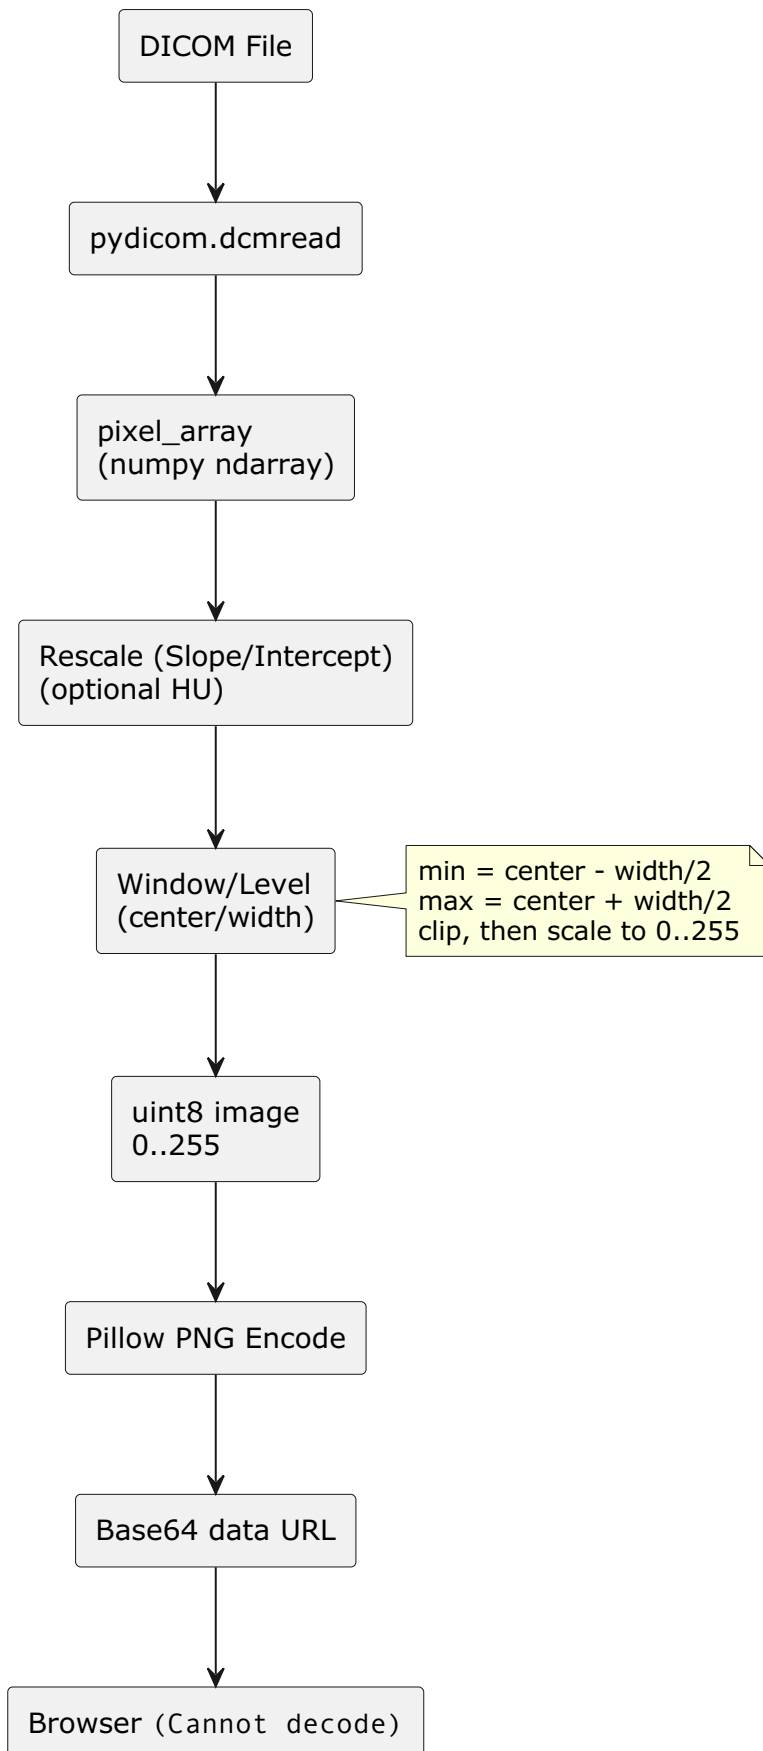 DICOM File
pydicom.dcmread
pixel_array
(numpy ndarray)
Rescale (Slope/Intercept)
(optional HU)
Window/Level
(center/width)
min = center - width/2
max = center + width/2
clip, then scale to 0..255
uint8 image
0..255
Pillow PNG Encode
Base64 data URL
Browser (Cannot decode)